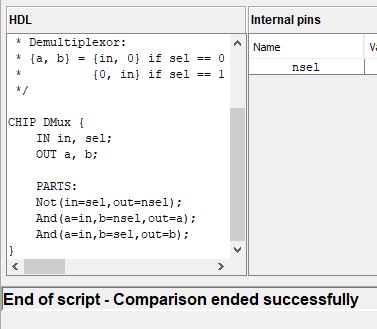 HDL
Internal pins
* Demultiplexor:
* {a, b} = {in, 0} if sel == 0
*          {0, in} if sel == 1
*/
Name
nsel
CHIP DMux {
    IN in, sel;
    OUT a, b;
    PARTS:
    Not(in=sel,out=nsel);
    And(a=in,b=nsel,out=a);
    And(a=in,b=sel,out=b);
}
End of script - Comparison ended successfully